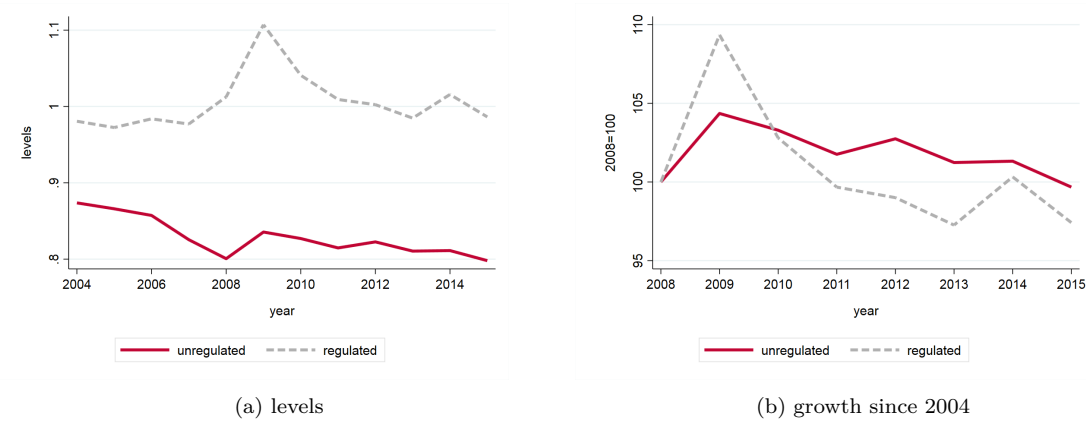 levels
1.1
1
.9
.8
2004 2006 2008 2010 2012 2014
year
unregulated regulated
(a) levels
2008=100
110
105
100
95
2008 2009 2010 2011 2012 2013 2014 2015
year
unregulated regulated
(b) growth since 2004